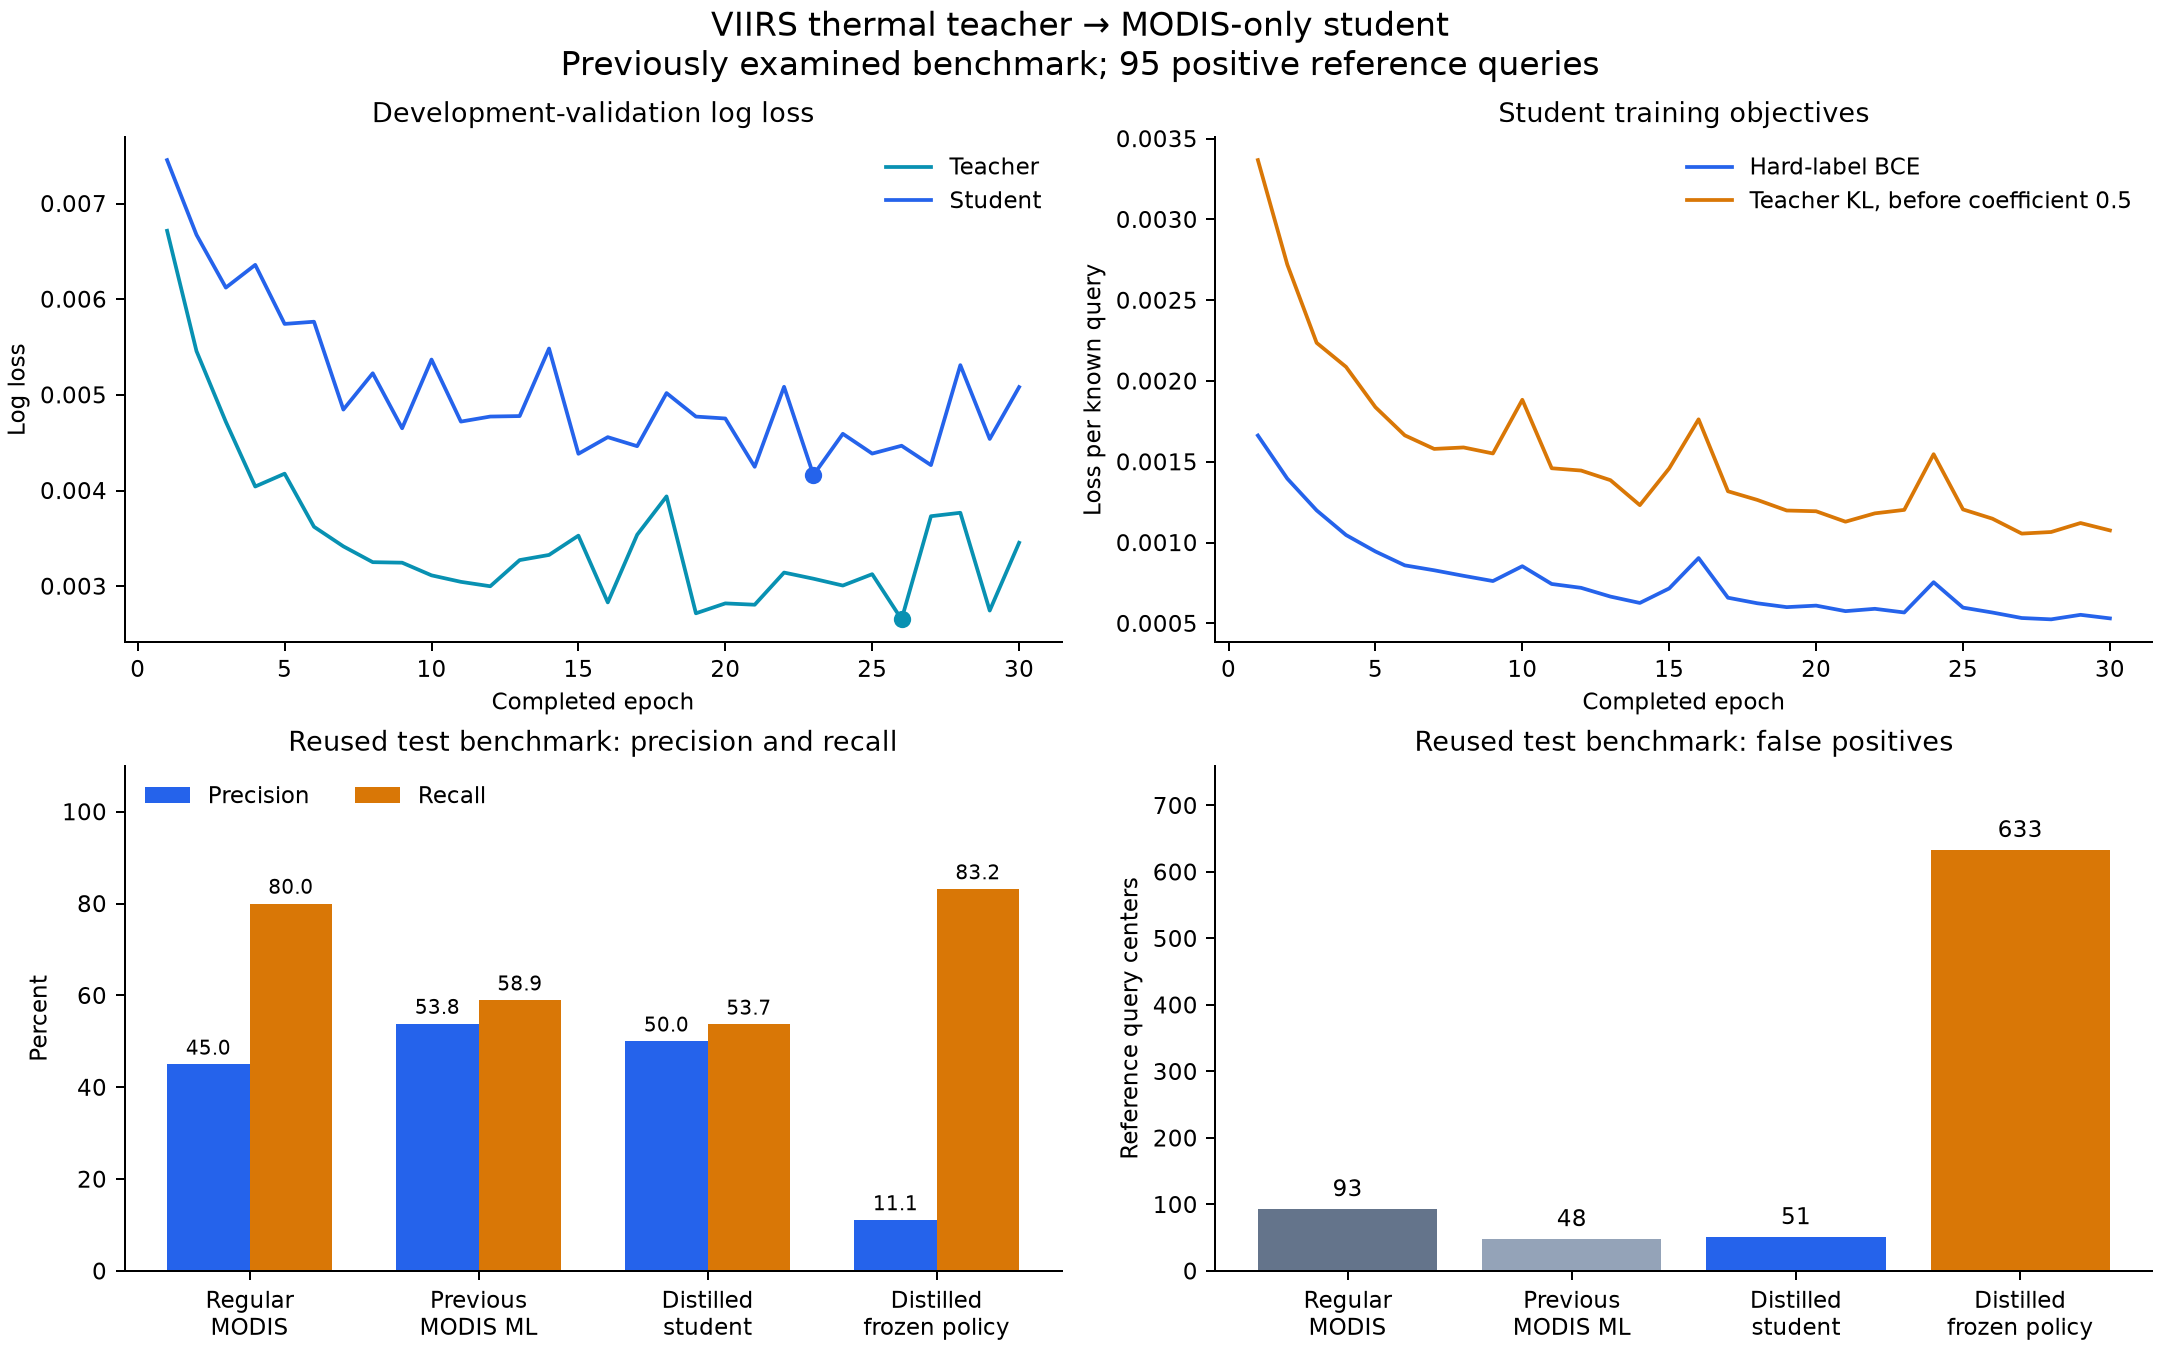 VIIRS thermal teacher → MODIS-only student
Previously examined benchmark; 95 positive reference queries
Development-validation log loss
Teacher
Student
0.007
0.006
0.005
0.004
0.003
Log loss
0
5
10
15
20
25
30
Completed epoch
Student training objectives
Hard-label BCE
Teacher KL, before coefficient 0.5
0.0035
0.0030
0.0025
0.0020
0.0015
0.0010
0.0005
Loss per known query
0
5
10
15
20
25
30
Completed epoch
Reused test benchmark: precision and recall
Precision
Recall
100
80
60
40
20
0
Percent
45.0
80.0
53.8
58.9
50.0
53.7
11.1
83.2
Regular
MODIS
Previous
MODIS ML
Distilled
student
Distilled
frozen policy
Reused test benchmark: false positives
700
600
500
400
300
200
100
0
Reference query centers
93
48
51
633
Regular
MODIS
Previous
MODIS ML
Distilled
student
Distilled
frozen policy